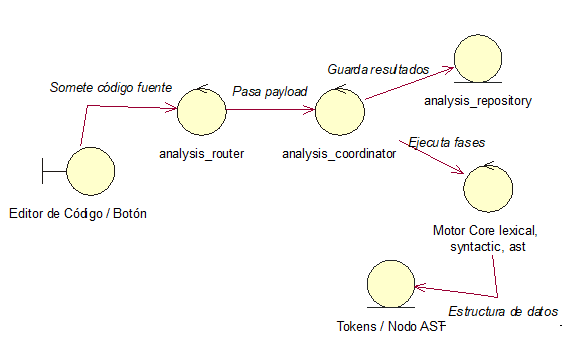 Guarda resultados
Somete código fuente
Pasa payload
analysis_repository
analysis_router
analysis_coordinator
Ejecuta fases
Editor de Código / Botón
Motor Core lexical,
syntactic, ast
Estructura de datos
Tokens / Nodo AST